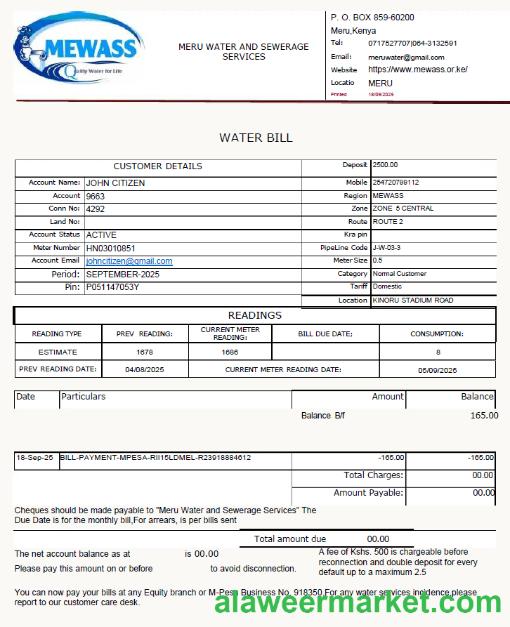 MEWASS
Quality Water for Life
MERU WATER AND SEWERAGE
SERVICES
P. O. BOX 859-60200
Meru,Kenya
Tel: 0717527707|064-3132591
Email: meruwater@gmail.com
Website https://www.mewass.or.ke/
Locatio MERU
Printed 18/09/2025
WATER BILL
CUSTOMER DETAILS
Account Name: JOHN CITIZEN
Account 9663
Conn No: 4292
Land No:
Account Status ACTIVE
Meter Number HN03010851
Account Email johncitizen@gmail.com
Period: SEPTEMBER-2025
Pin: P051147053Y
Deposit 2500.00
Mobile 254720789112
Region MEWASS
Zone ZONE 5 CENTRAL
Route ROUTE 2
Kra pin
PipeLine Code J-W-03-3
Meter Size 0.5
Category Normal Customer
Tariff Domestic
Location KINORU STADIUM ROAD
READINGS
READING TYPE PREV READING: CURRENT METER READING: BILL DUE DATE; CONSUMPTION:
ESTIMATE 1678 1686 8
PREV READING DATE: 04/08/2025 CURRENT METER READING DATE: 05/09/2025
Date Particulars Amount Balance
Balance B/f 165.00
18-Sep-25 BILL-PAYMENT-MPESA-RII15LDMEL-R23918884612 -165.00 -165.00
Total Charges: 00.00
Amount Payable: 00.00
Cheques should be made payable to "Meru Water and Sewerage Services" The
Due Date is for the monthly bill,For arrears, is per bills sent
Total amount due 00.00
The net account balance as at is 00.00
Please pay this amount on or before to avoid disconnection.
A fee of Kshs. 500 is chargeable before
reconnection and double deposit for every
default up to a maximum 2.5
You can now pay your bills at any Equity branch or M-Pesa Business No. 918350.For any water services incidence please
report to our customer care desk.
alaweermarket.com